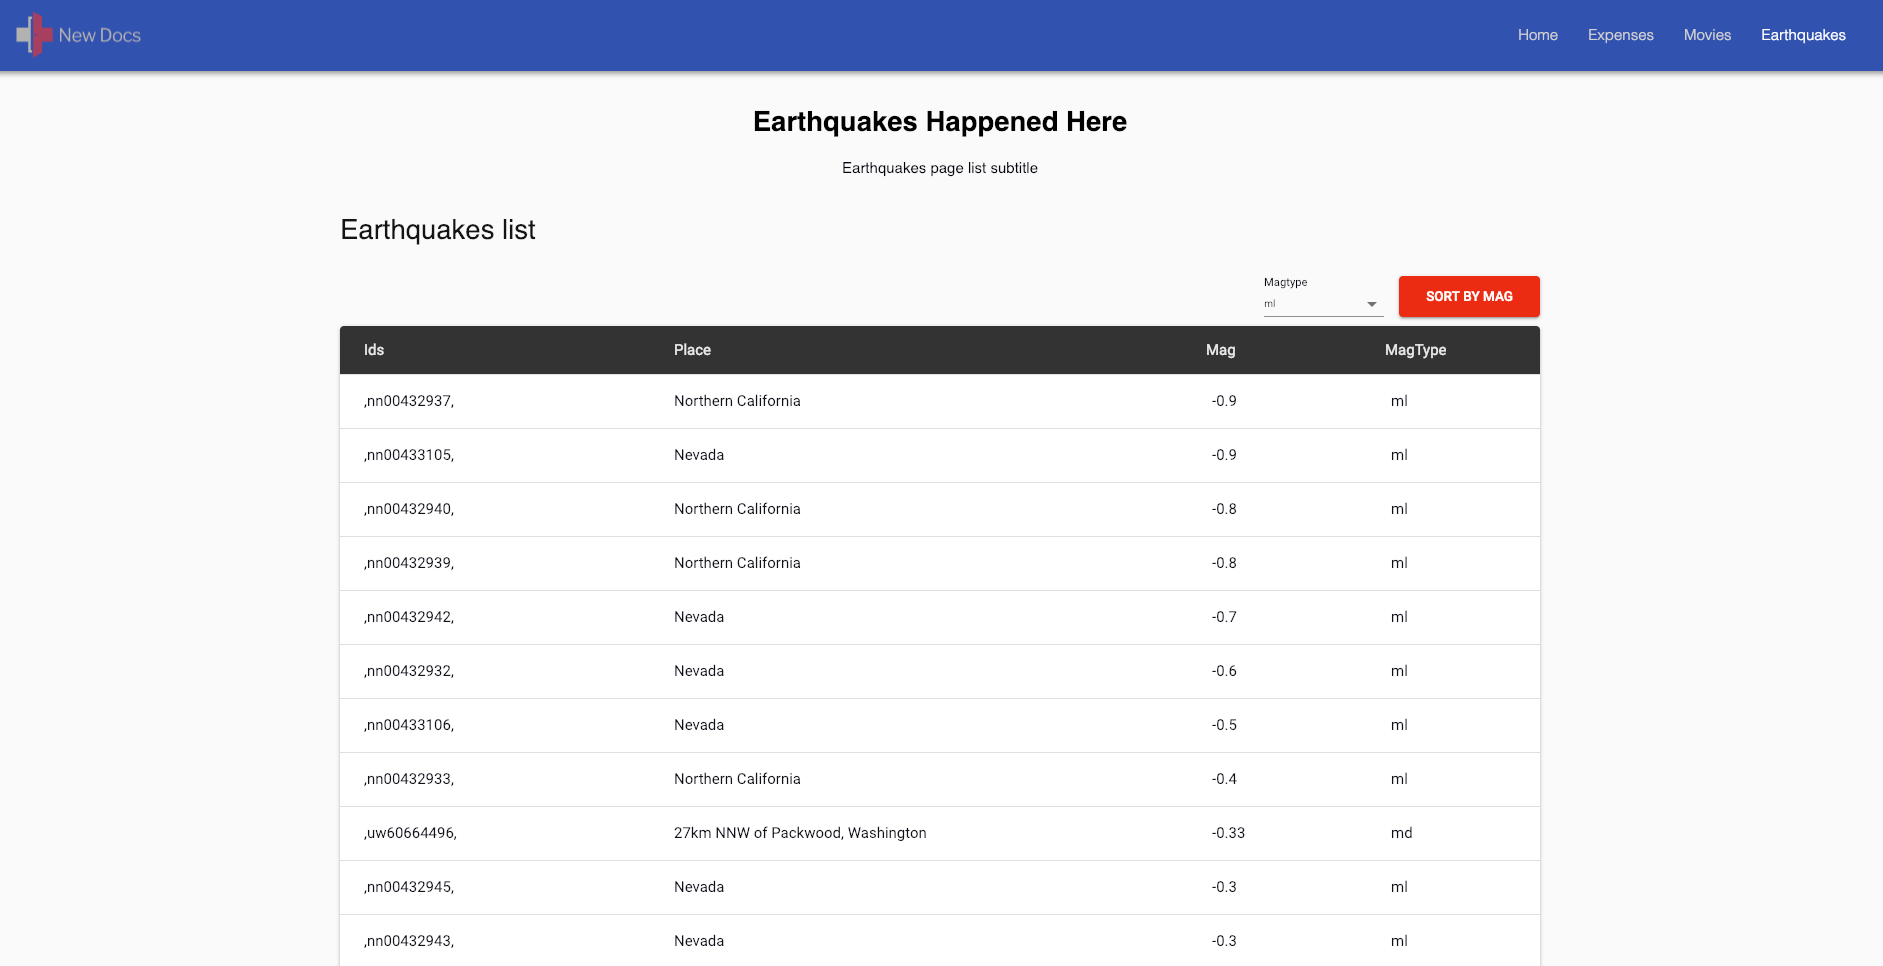 New Docs
Home Expenses Movies Earthquakes
Earthquakes Happened Here
Earthquakes page list subtitle
Earthquakes list
Magtype
ml
SORT BY MAG
Ids Place Mag MagType
,nn00432937, Northern California -0.9 ml
,nn00433105, Nevada -0.9 ml
,nn00432940, Northern California -0.8 ml
,nn00432939, Northern California -0.8 ml
,nn00432942, Nevada -0.7 ml
,nn00432932, Nevada -0.6 ml
,nn00433106, Nevada -0.5 ml
,nn00432933, Northern California -0.4 ml
,uw60664496, 27km NNW of Packwood, Washington -0.33 md
,nn00432945, Nevada -0.3 ml
,nn00432943, Nevada -0.3 ml